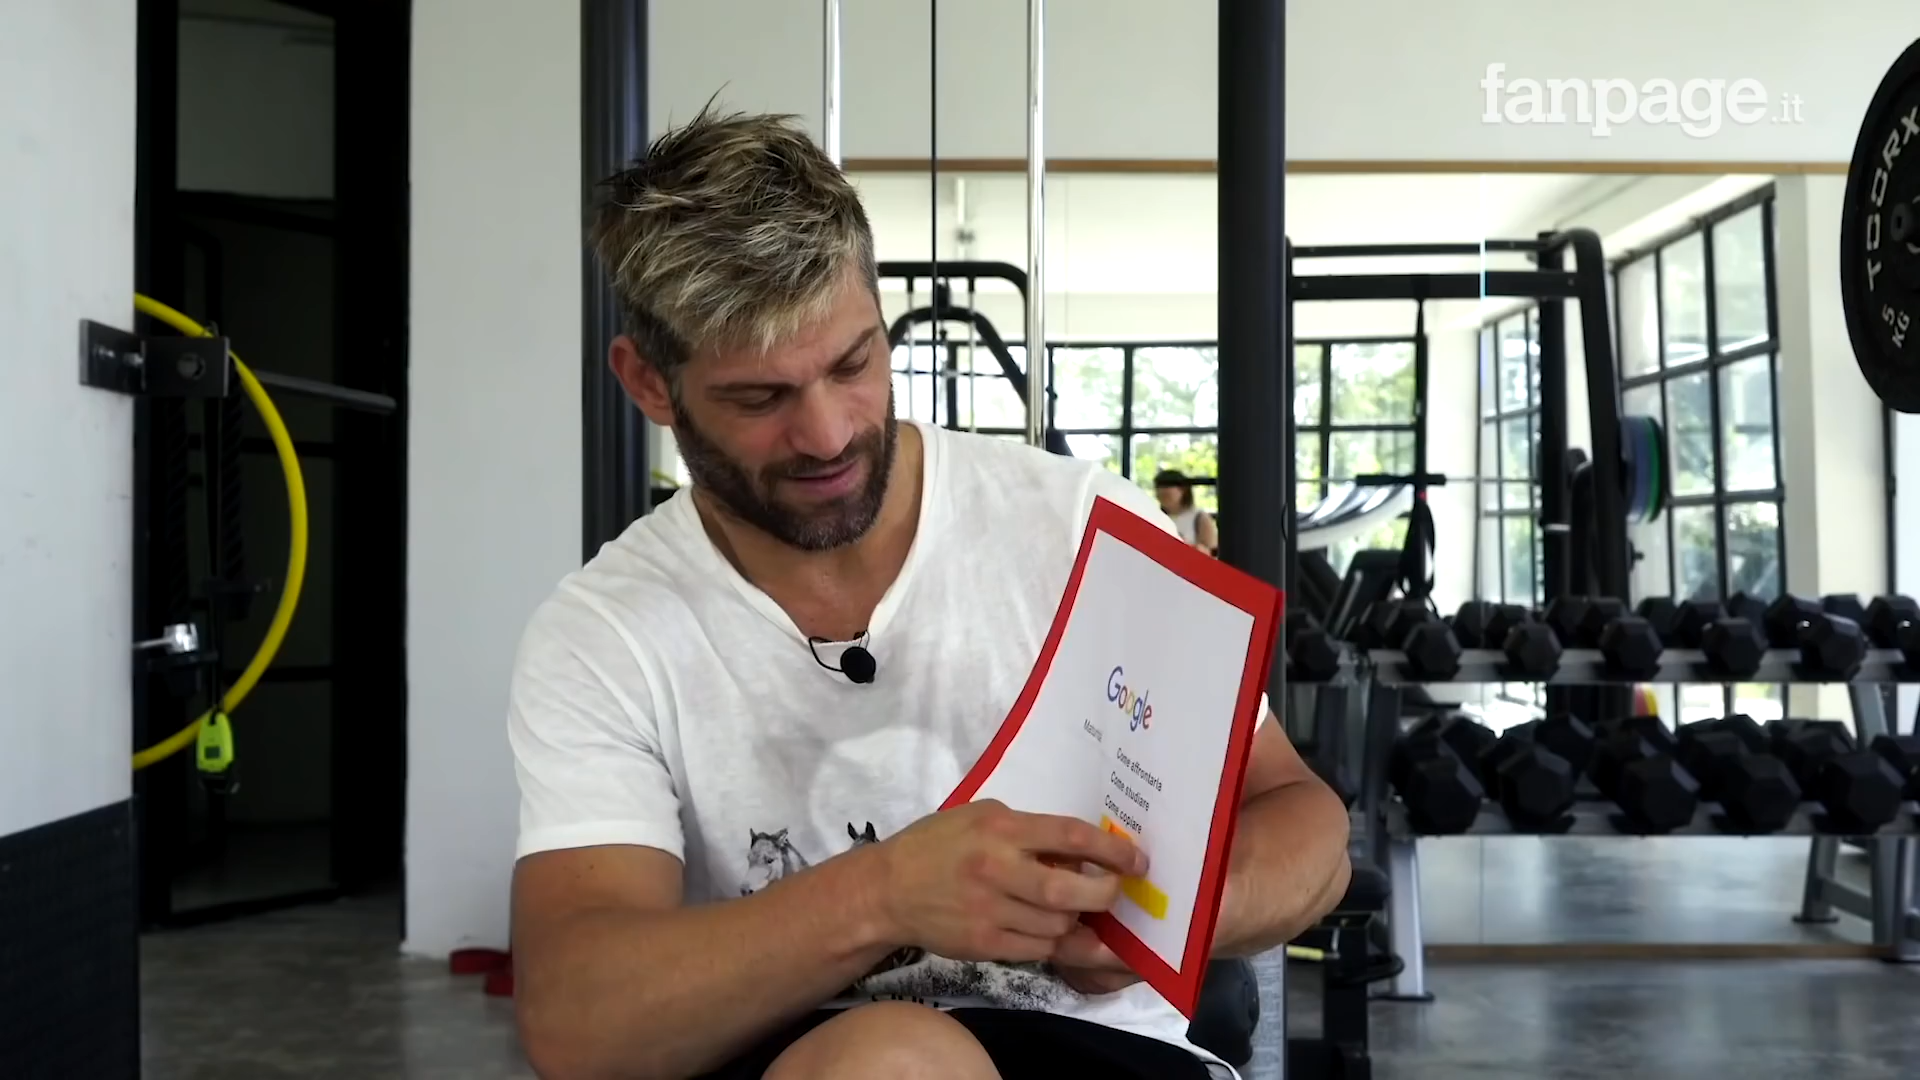 fanpage.it
TOORX
5
KG
Google
Maturità
Come affrontarla
Come studiare
Come copiare